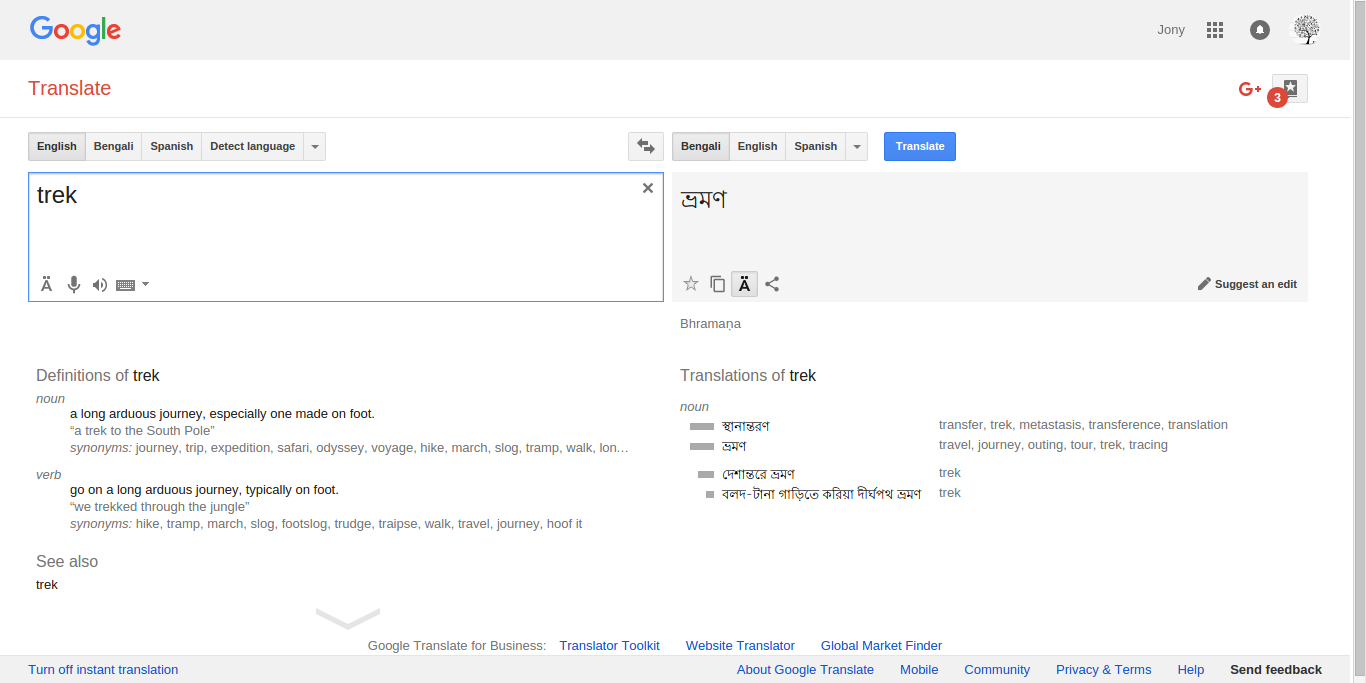 Google
Jony
Translate
G+
3
English Bengali Spanish Detect language
Bengali English Spanish
Translate
trek
ভ্রমণ
Ä
Ä
Suggest an edit
Bhramaṇa
Definitions of trek
noun
a long arduous journey, especially one made on foot.
“a trek to the South Pole”
synonyms: journey, trip, expedition, safari, odyssey, voyage, hike, march, slog, tramp, walk, lon…
verb
go on a long arduous journey, typically on foot.
“we trekked through the jungle”
synonyms: hike, tramp, march, slog, footslog, trudge, traipse, walk, travel, journey, hoof it
See also
trek
Translations of trek
noun
স্থানান্তরণ transfer, trek, metastasis, transference, translation
ভ্রমণ travel, journey, outing, tour, trek, tracing
দেশান্তরে ভ্রমণ trek
বলদ-টানা গাড়িতে করিয়া দীর্ঘপথ ভ্রমণ trek
Google Translate for Business: Translator Toolkit Website Translator Global Market Finder
Turn off instant translation About Google Translate Mobile Community Privacy & Terms Help Send feedback